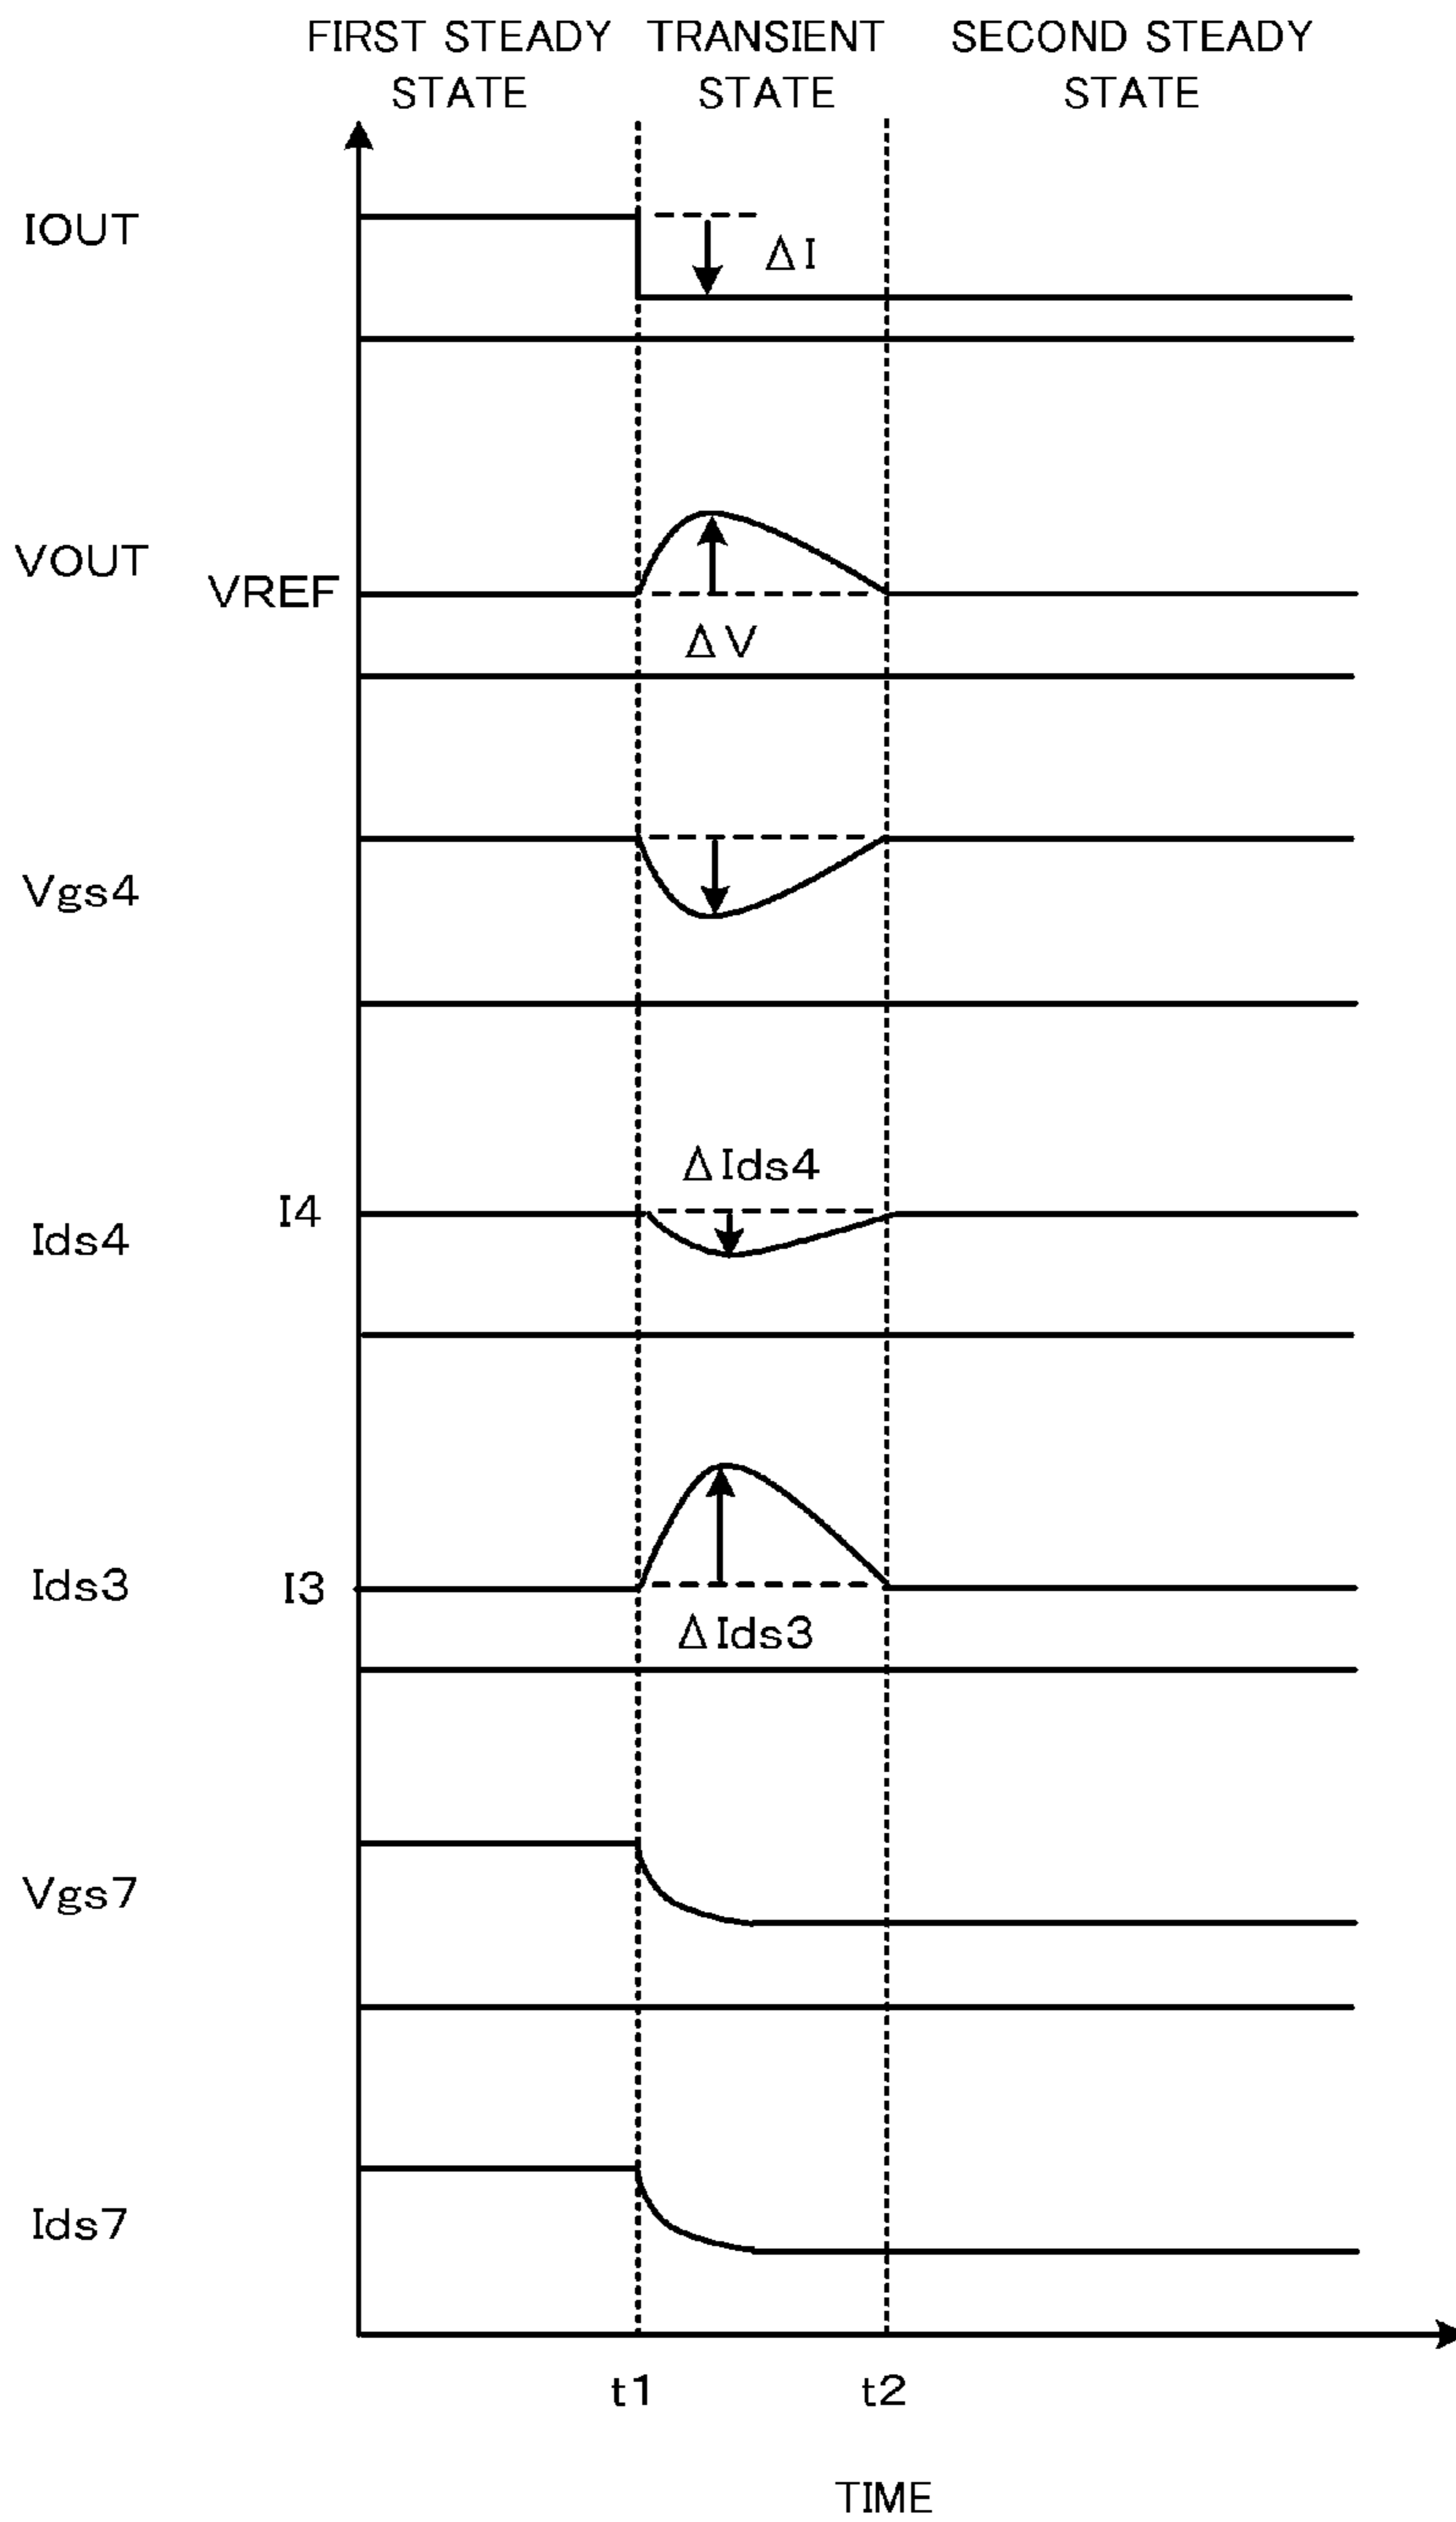 FIRST STEADY STATE
TRANSIENT STATE
SECOND STEADY STATE
IOUT
ΔI
VOUT
VREF
ΔV
Vgs4
ΔIds4
I4
Ids4
Ids3
I3
ΔIds3
Vgs7
Ids7
t1
t2
TIME